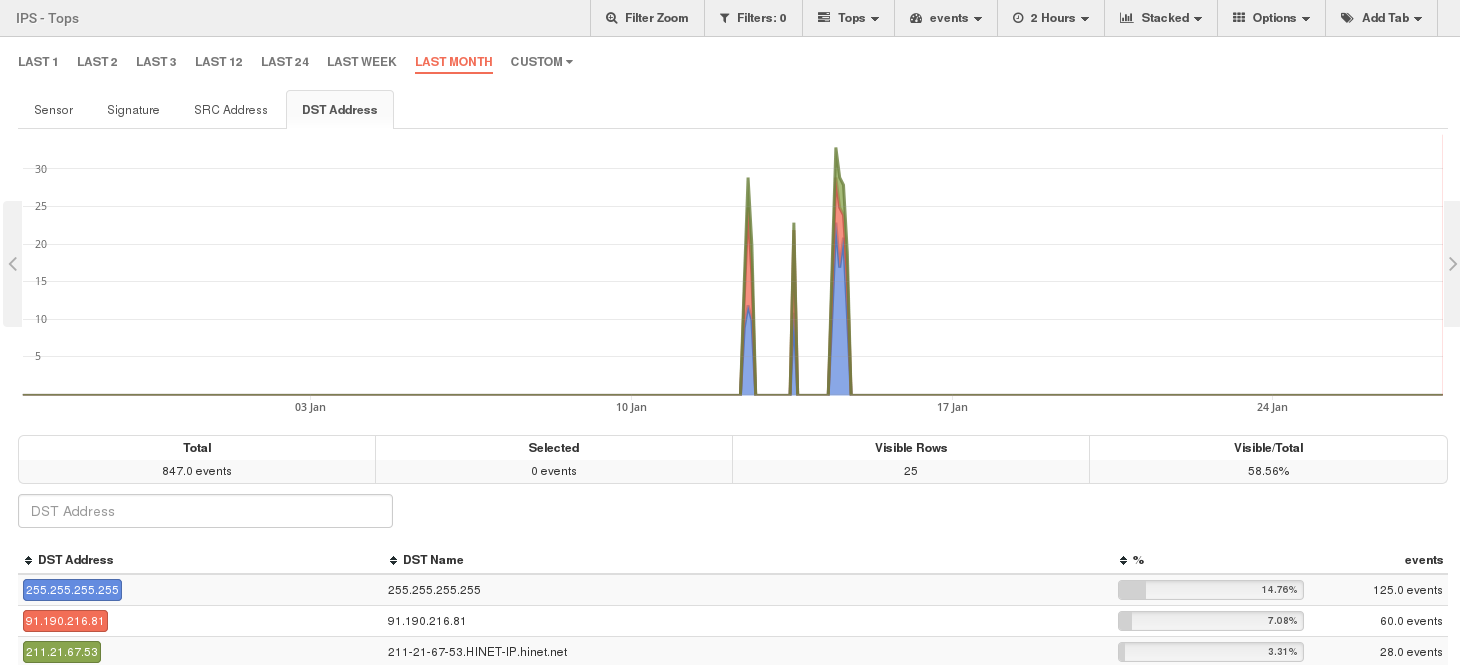 IPS - Tops Filter Zoom Filters: 0 Tops events 2 Hours Stacked Options Add Tab
LAST 1 LAST 2 LAST 3 LAST 12 LAST 24 LAST WEEK LAST MONTH CUSTOM
Sensor Signature SRC Address DST Address
30
25
20
15
10
5
03 Jan 10 Jan 17 Jan 24 Jan
Total Selected Visible Rows Visible/Total
847.0 events 0 events 25 58.56%
DST Address
DST Address DST Name % events
255.255.255.255 255.255.255.255 14.76% 125.0 events
91.190.216.81 91.190.216.81 7.08% 60.0 events
211.21.67.53 211-21-67-53.HINET-IP.hinet.net 3.31% 28.0 events